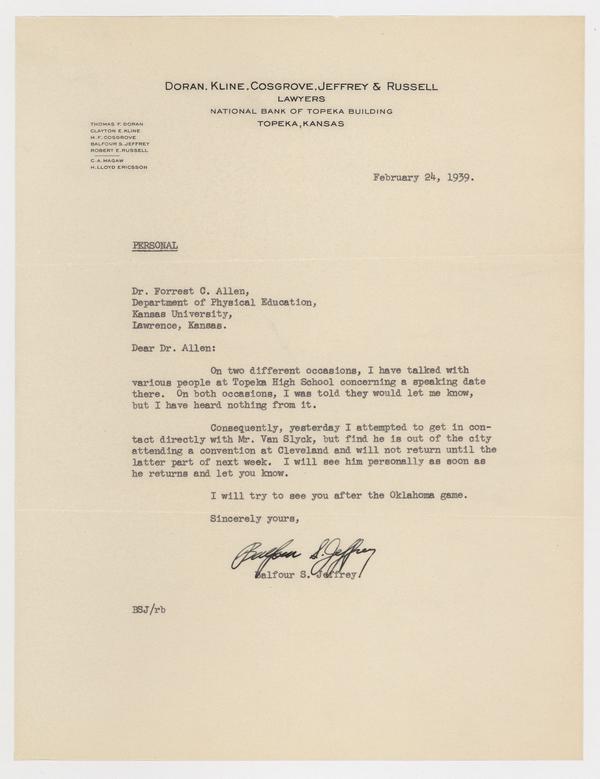 DORAN, KLINE, COSGROVE, JEFFREY & RUSSELL
LAWYERS
NATIONAL BANK OF TOPEKA BUILDING
TOPEKA, KANSAS
THOMAS F. DORAN
CLAYTON E. KLINE
H. F. COSGROVE
BALFOUR S. JEFFREY
ROBERT E. RUSSELL
C. A. MAGAW
H. LLOYD ERICSSON
February 24, 1939.
PERSONAL
Dr. Forrest C. Allen,
Department of Physical Education,
Kansas University,
Lawrence, Kansas.
Dear Dr. Allen:
On two different occasions, I have talked with
various people at Topeka High School concerning a speaking date
there. On both occasions, I was told they would let me know,
but I have heard nothing from it.
Consequently, yesterday I attempted to get in con-
tact directly with Mr. Van Slyck, but find he is out of the city
attending a convention at Cleveland and will not return until the
latter part of next week. I will see him personally as soon as
he returns and let you know.
I will try to see you after the Oklahoma game.
Sincerely yours,
Balfour S. Jeffrey
Balfour S. Jeffrey
BSJ/rb